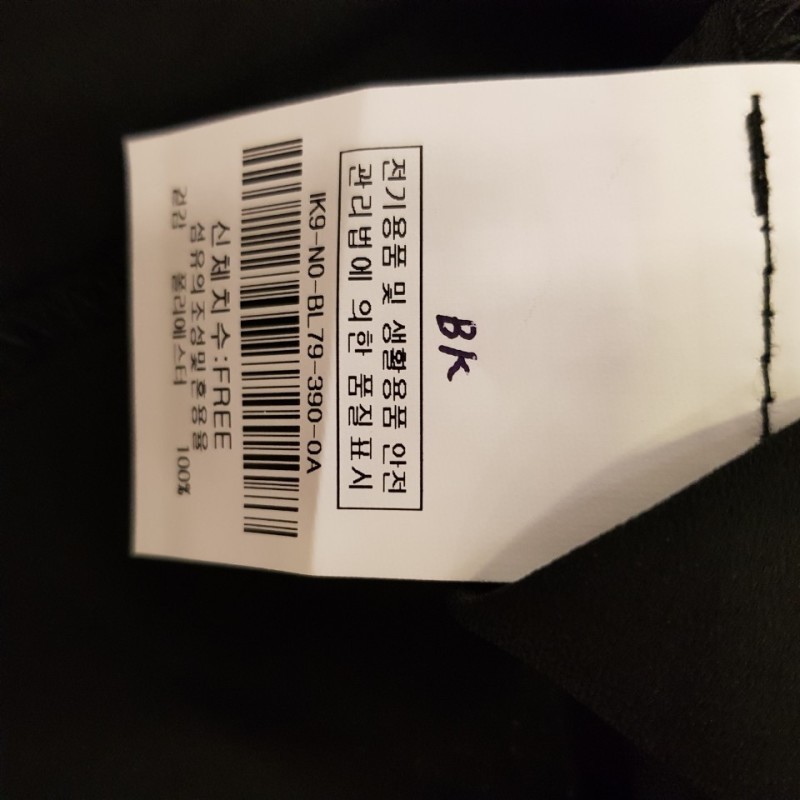 BK
전기용품 및 생활용품 안전
관리법에 의한 품질표시
IK9-N0-BL79-390-0A
신체치수:FREE
섬유의조성및혼용율
겉감 폴리에스터 100%